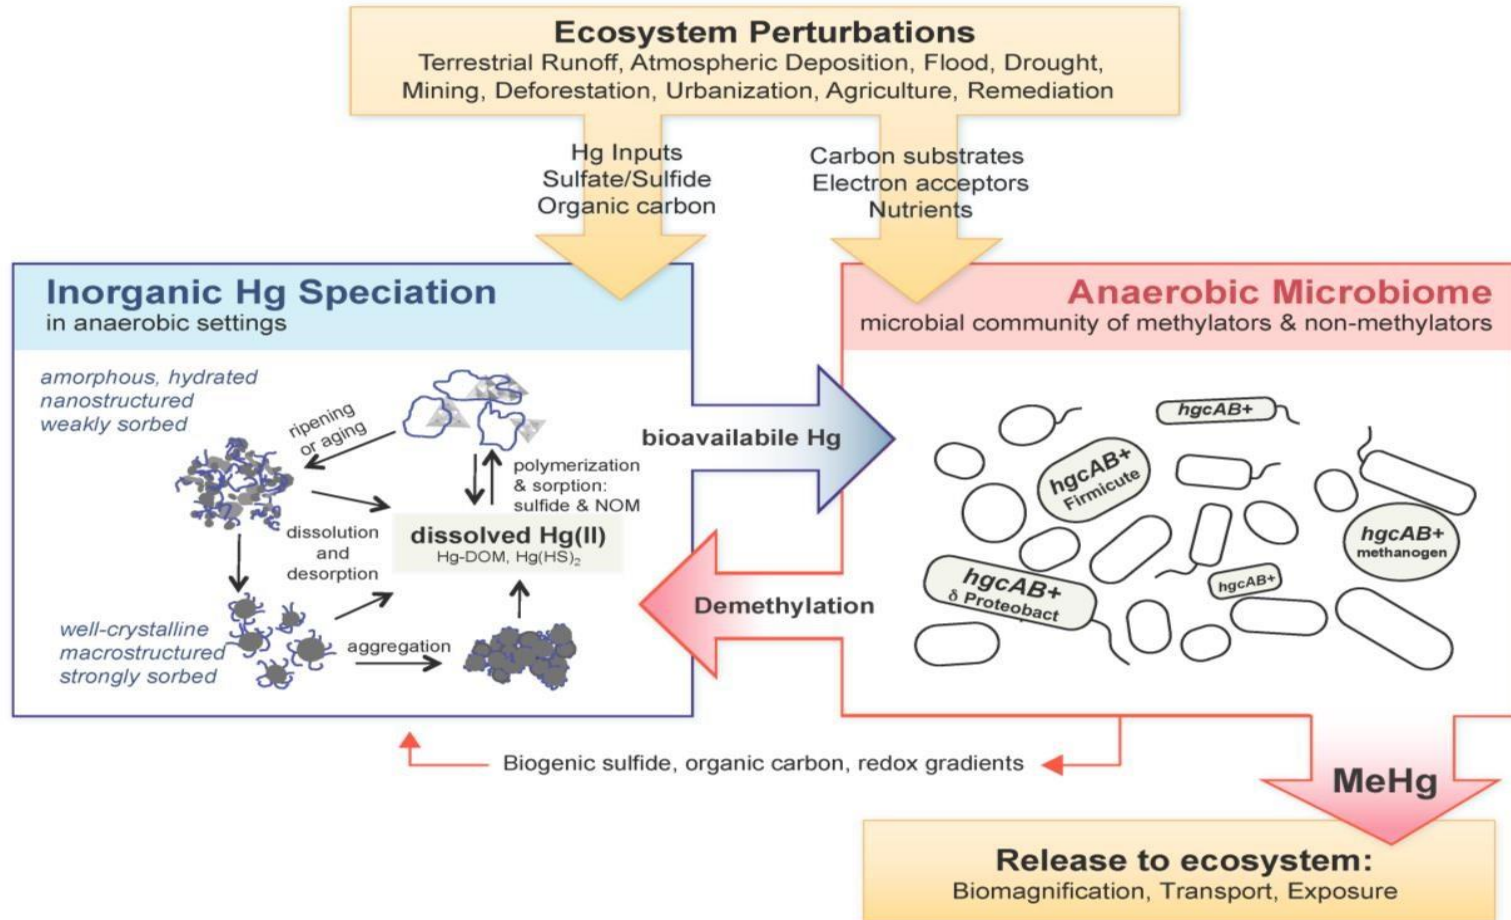 Ecosystem Perturbations
Terrestrial Runoff, Atmospheric Deposition, Flood, Drought,
Mining, Deforestation, Urbanization, Agriculture, Remediation
Hg Inputs
Sulfate/Sulfide
Organic carbon
Carbon substrates
Electron acceptors
Nutrients
Inorganic Hg Speciation
in anaerobic settings
amorphous, hydrated
nanostructured
weakly sorbed
ripening
or aging
polymerization
& sorption:
sulfide & NOM
dissolved Hg(II)
Hg-DOM, Hg(HS)₂
dissolution
and
desorption
well-crystalline
macrostructured
strongly sorbed
aggregation
bioavailabile Hg
Demethylation
Anaerobic Microbiome
microbial community of methylators & non-methylators
hgcAB+
hgcAB+
Firmicute
hgcAB+
methanogen
hgcAB+
δ Proteobact
hgcAB+
Biogenic sulfide, organic carbon, redox gradients
MeHg
Release to ecosystem:
Biomagnification, Transport, Exposure